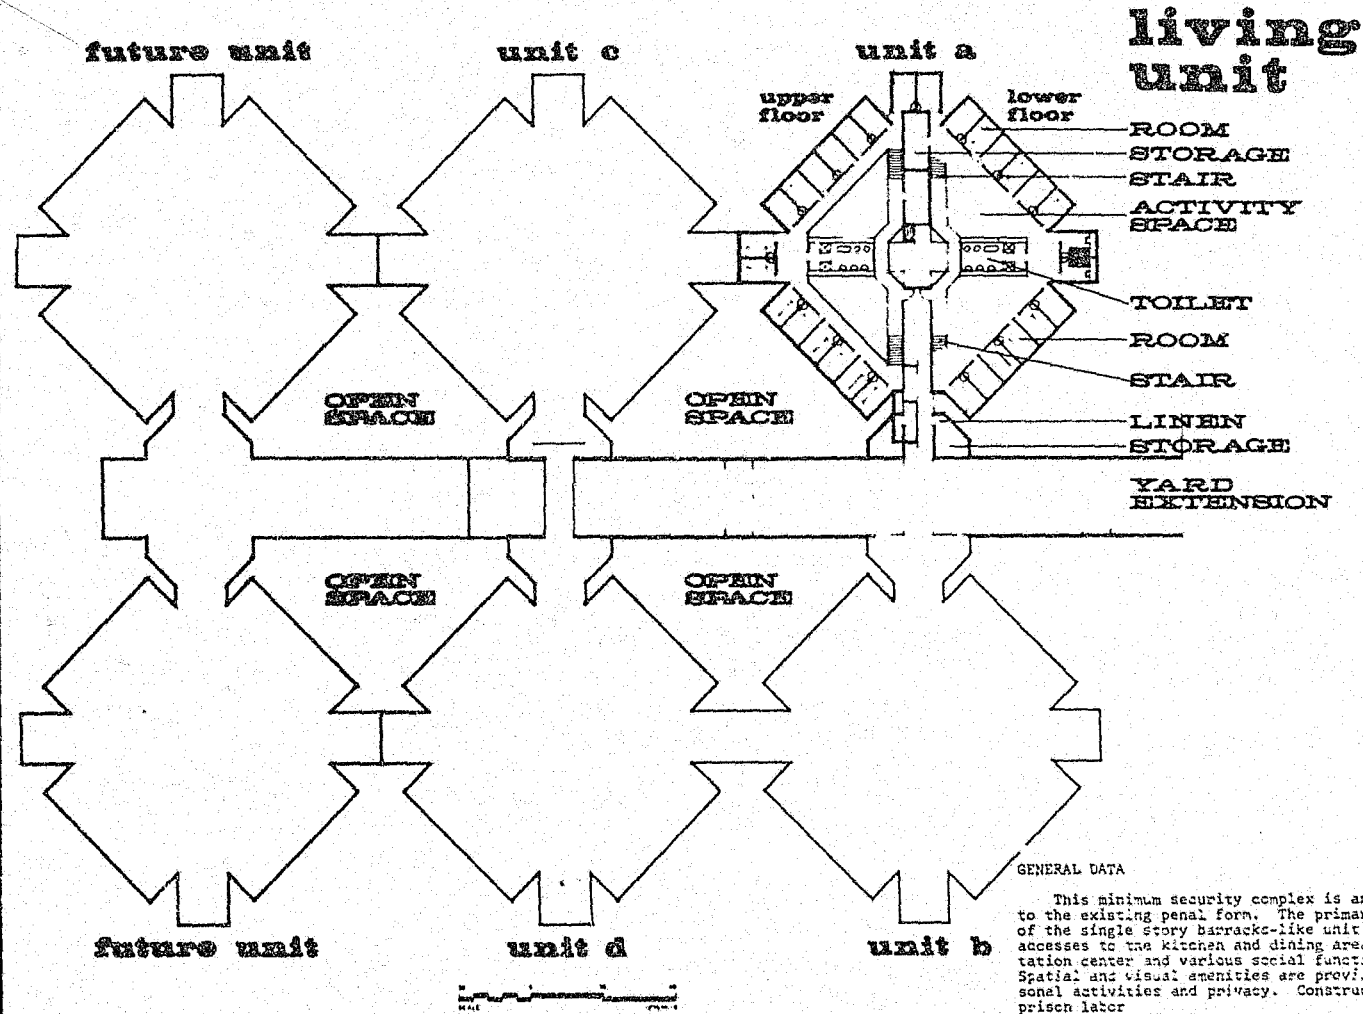 living
unit
future unit
unit c
unit a
upper
floor
lower
floor
ROOM
STORAGE
STAIR
ACTIVITY
SPACE
TOILET
ROOM
STAIR
LINEN
STORAGE
YARD
EXTENSION
OPEN
SPACE
OPEN
SPACE
OPEN
SPACE
OPEN
SPACE
future unit
unit d
unit b
SCALE
GENERAL DATA
This minimum security complex is an
to the existing penal form. The primar
of the single story barracks-like unit
accesses to the kitchen and dining area
tation center and various social functi
Spatial and visual amenities are provi
sonal activities and privacy. Construc
prison labor